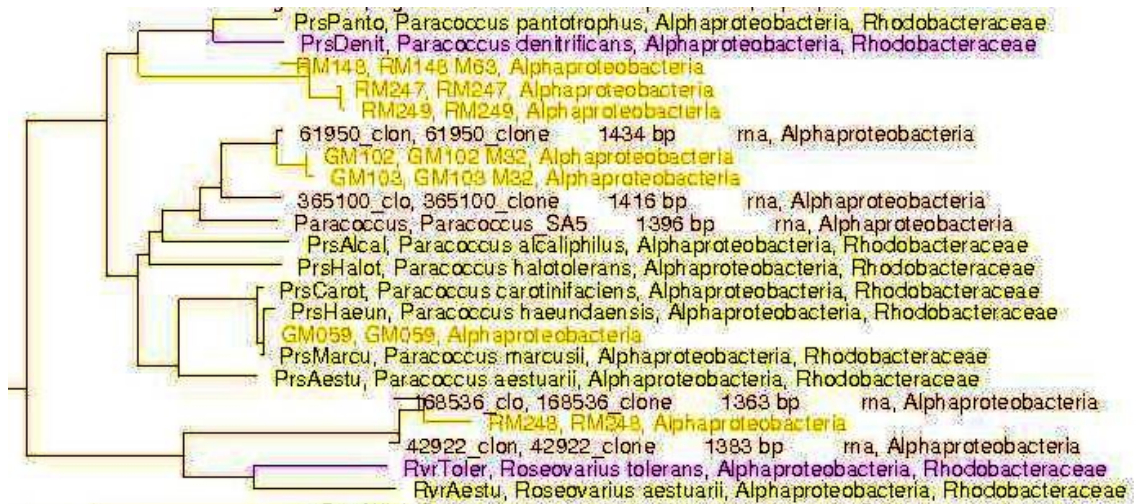 PrsPanto, Paracoccus pantotrophus, Alphaproteobacteria, Rhodobacteraceae
PrsDenit, Paracoccus denitrificans, Alphaproteobacteria, Rhodobacteraceae
RM148, RM148 M63, Alphaproteobacteria
RM247, RM247, Alphaproteobacteria
RM249, RM249, Alphaproteobacteria
61950_clon, 61950_clone 1434 bp rna, Alphaproteobacteria
GM102, GM102 M32, Alphaproteobacteria
GM103, GM103 M32, Alphaproteobacteria
365100_clo, 365100_clone 1416 bp rna, Alphaproteobacteria
Paracoccus, Paracoccus_SA5 1396 bp rna, Alphaproteobacteria
PrsAlcal, Paracoccus alcaliphilus, Alphaproteobacteria, Rhodobacteraceae
PrsHalot, Paracoccus halotolerans, Alphaproteobacteria, Rhodobacteraceae
PrsCarot, Paracoccus carotinifaciens, Alphaproteobacteria, Rhodobacteraceae
PrsHaeun, Paracoccus haeundaensis, Alphaproteobacteria, Rhodobacteraceae
GM059, GM059, Alphaproteobacteria
PrsMarcu, Paracoccus marcusii, Alphaproteobacteria, Rhodobacteraceae
PrsAestu, Paracoccus aestuarii, Alphaproteobacteria, Rhodobacteraceae
168536_clo, 168536_clone 1363 bp rna, Alphaproteobacteria
RM248, RM248, Alphaproteobacteria
42922_clon, 42922_clone 1383 bp rna, Alphaproteobacteria
RvrToler, Roseovarius tolerans, Alphaproteobacteria, Rhodobacteraceae
RvrAestu, Roseovarius aestuarii, Alphaproteobacteria, Rhodobacteraceae